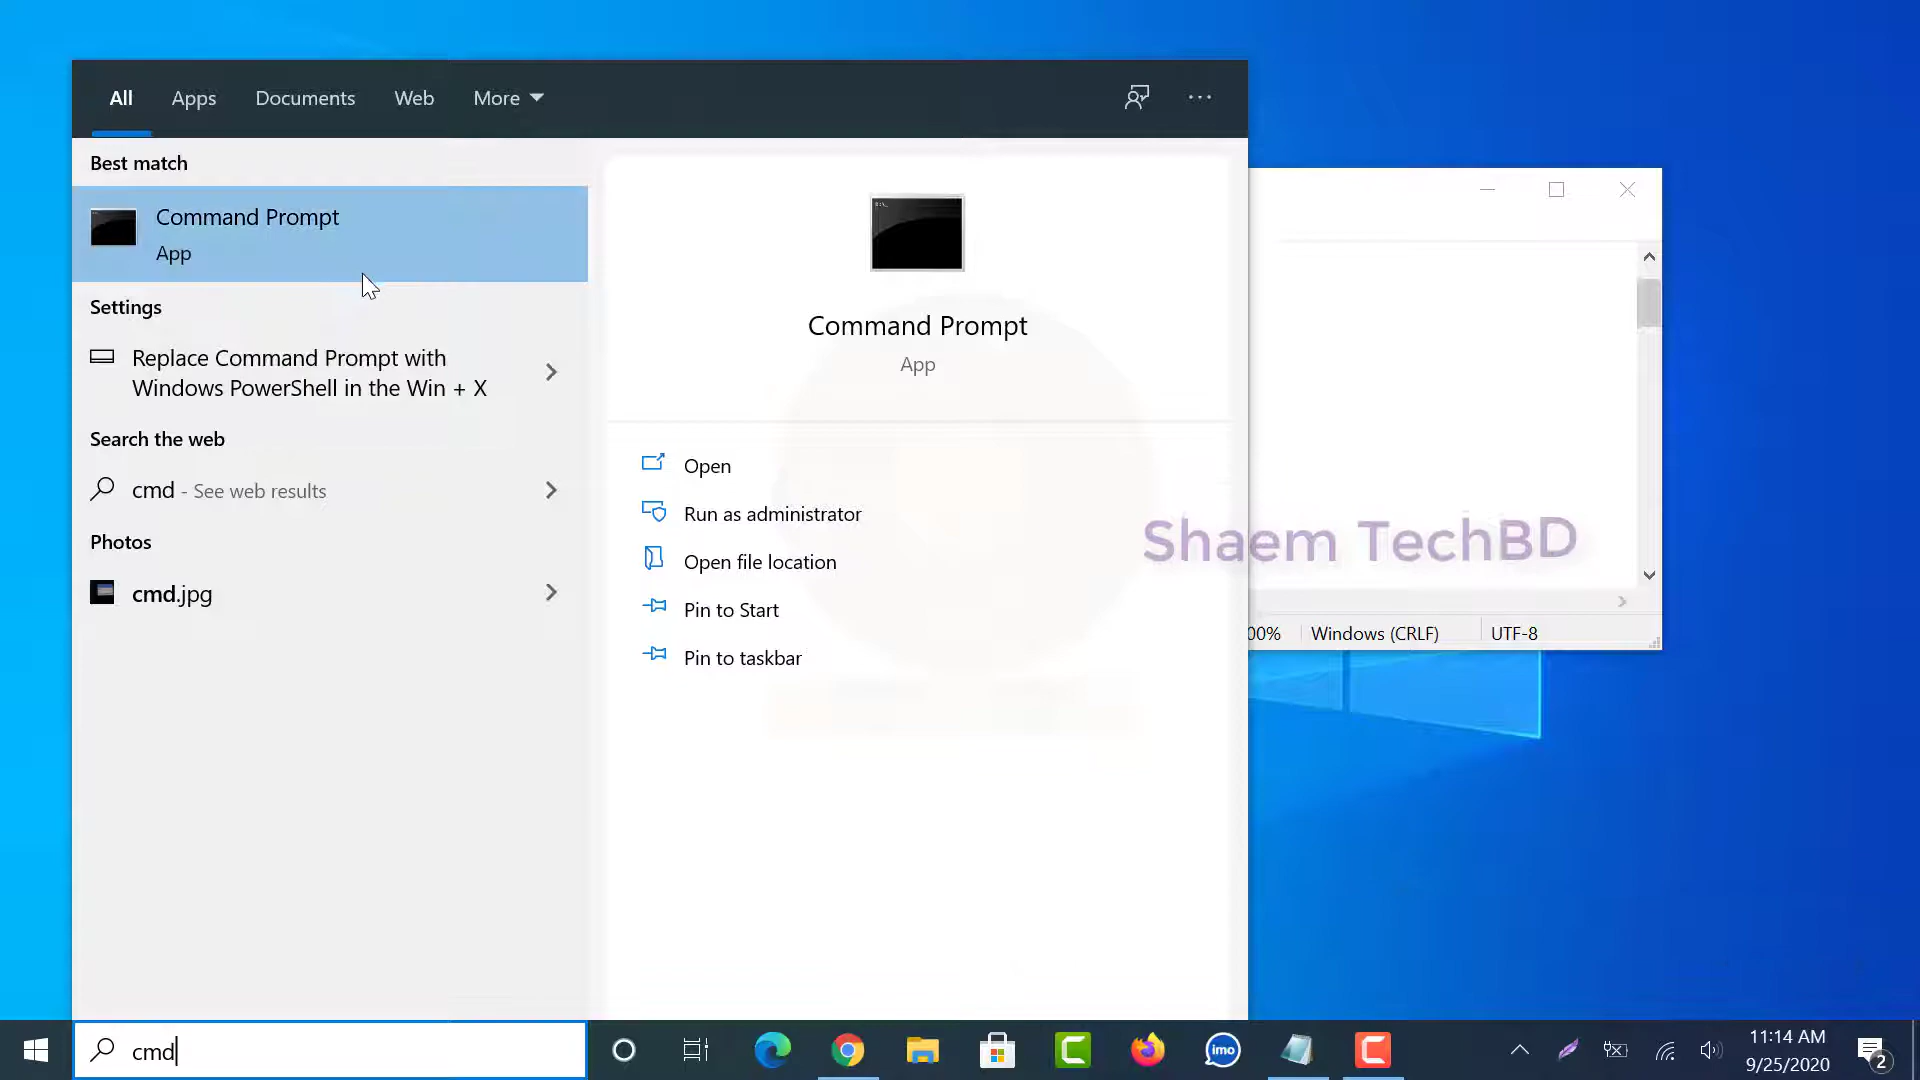 All
Apps
Documents
Web
More
Best match
Command Prompt
App
Settings
Replace Command Prompt with
Windows PowerShell in the Win + X
Search the web
cmd - See web results
Photos
cmd.jpg
Command Prompt
App
Open
Run as administrator
Open file location
Pin to Start
Pin to taskbar
Shaem TechBD
00%
Windows (CRLF)
UTF-8
cmd
imo
11:14 AM
9/25/2020
2